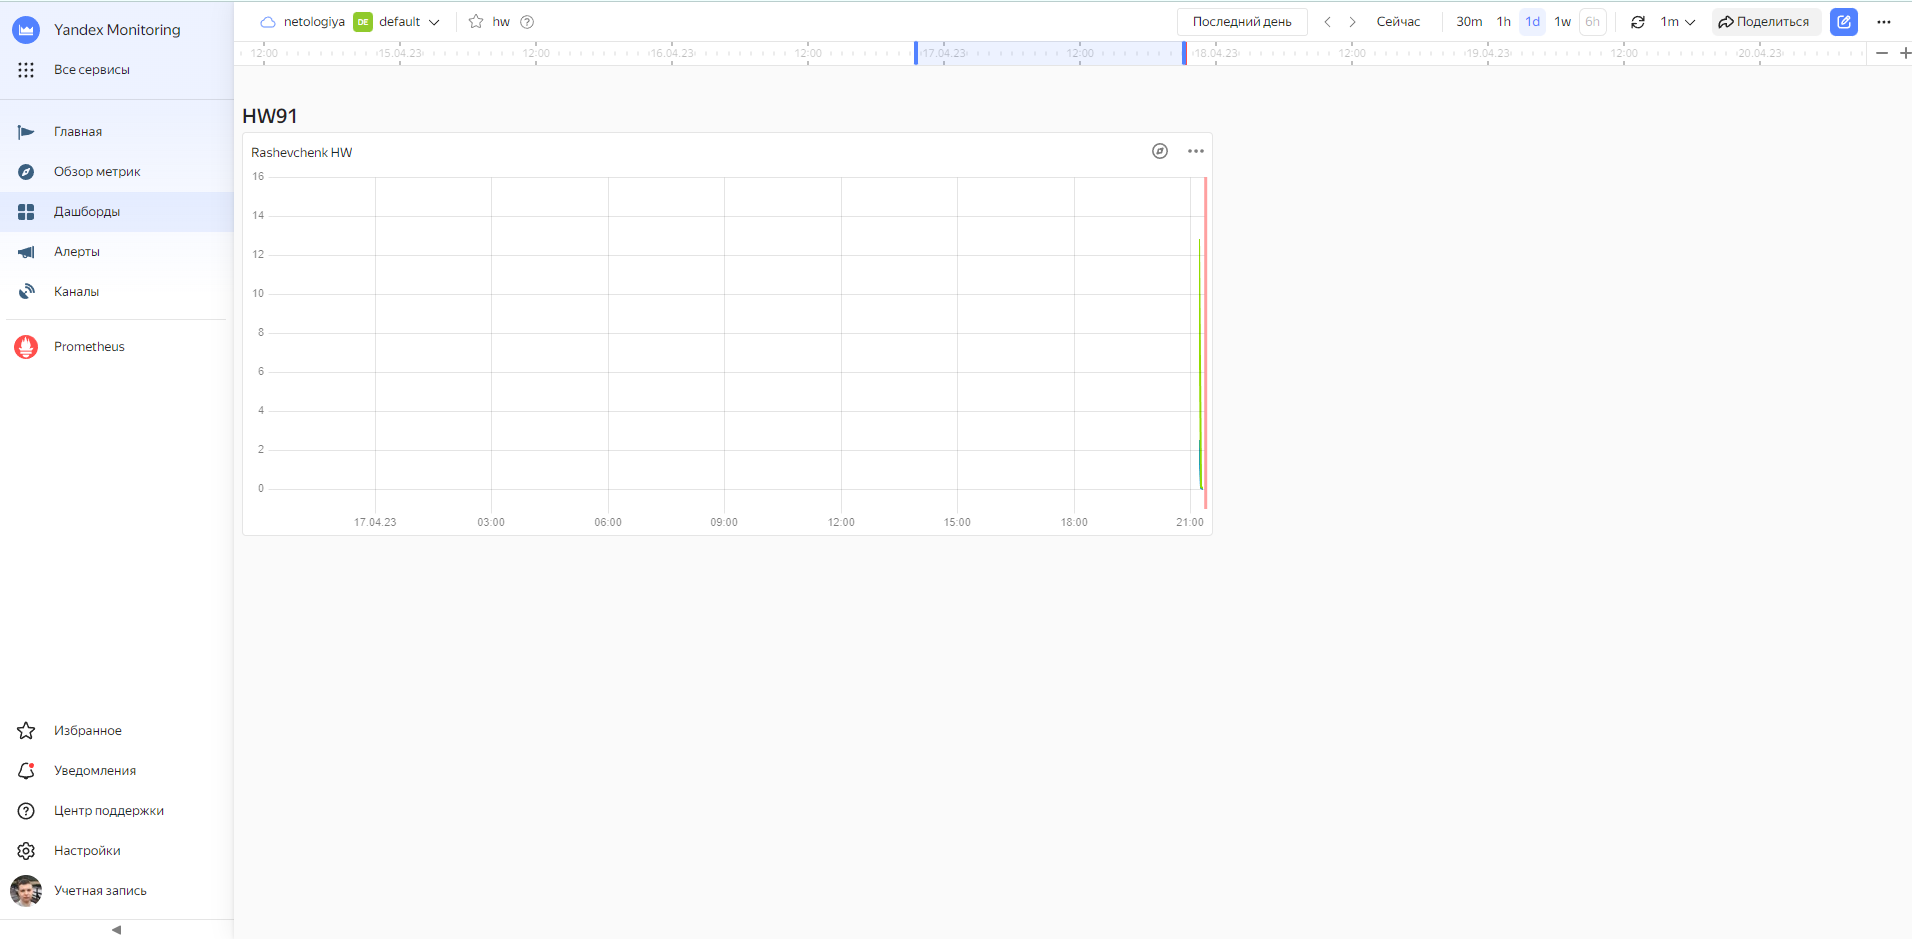 Yandex Monitoring
Все сервисы
Главная
Обзор метрик
Дашборды
Алерты
Каналы
Prometheus
Избранное
Уведомления
Центр поддержки
Настройки
Учетная запись
netologiya DE default hw
Последний день Сейчас 30m 1h 1d 1w 6h 1m Поделиться
12:00 15.04.23 12:00 16.04.23 12:00 17.04.23 12:00 18.04.23 12:00 19.04.23 12:00 20.04.23
HW91
Rashevchenk HW
16
14
12
10
8
6
4
2
0
17.04.23 03:00 06:00 09:00 12:00 15:00 18:00 21:00